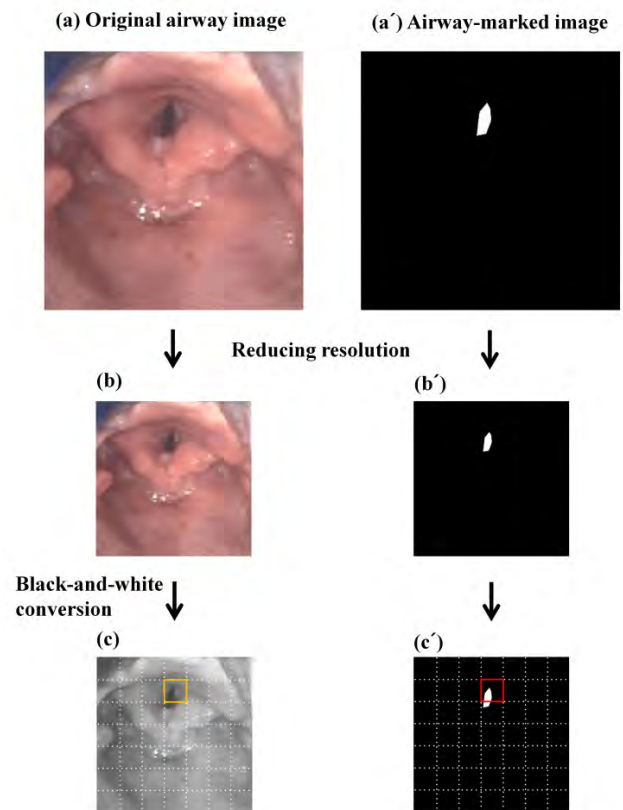 (a) Original airway image
(a´) Airway-marked image
Reducing resolution
(b)
(b´)
Black-and-white
conversion
(c)
(c´)